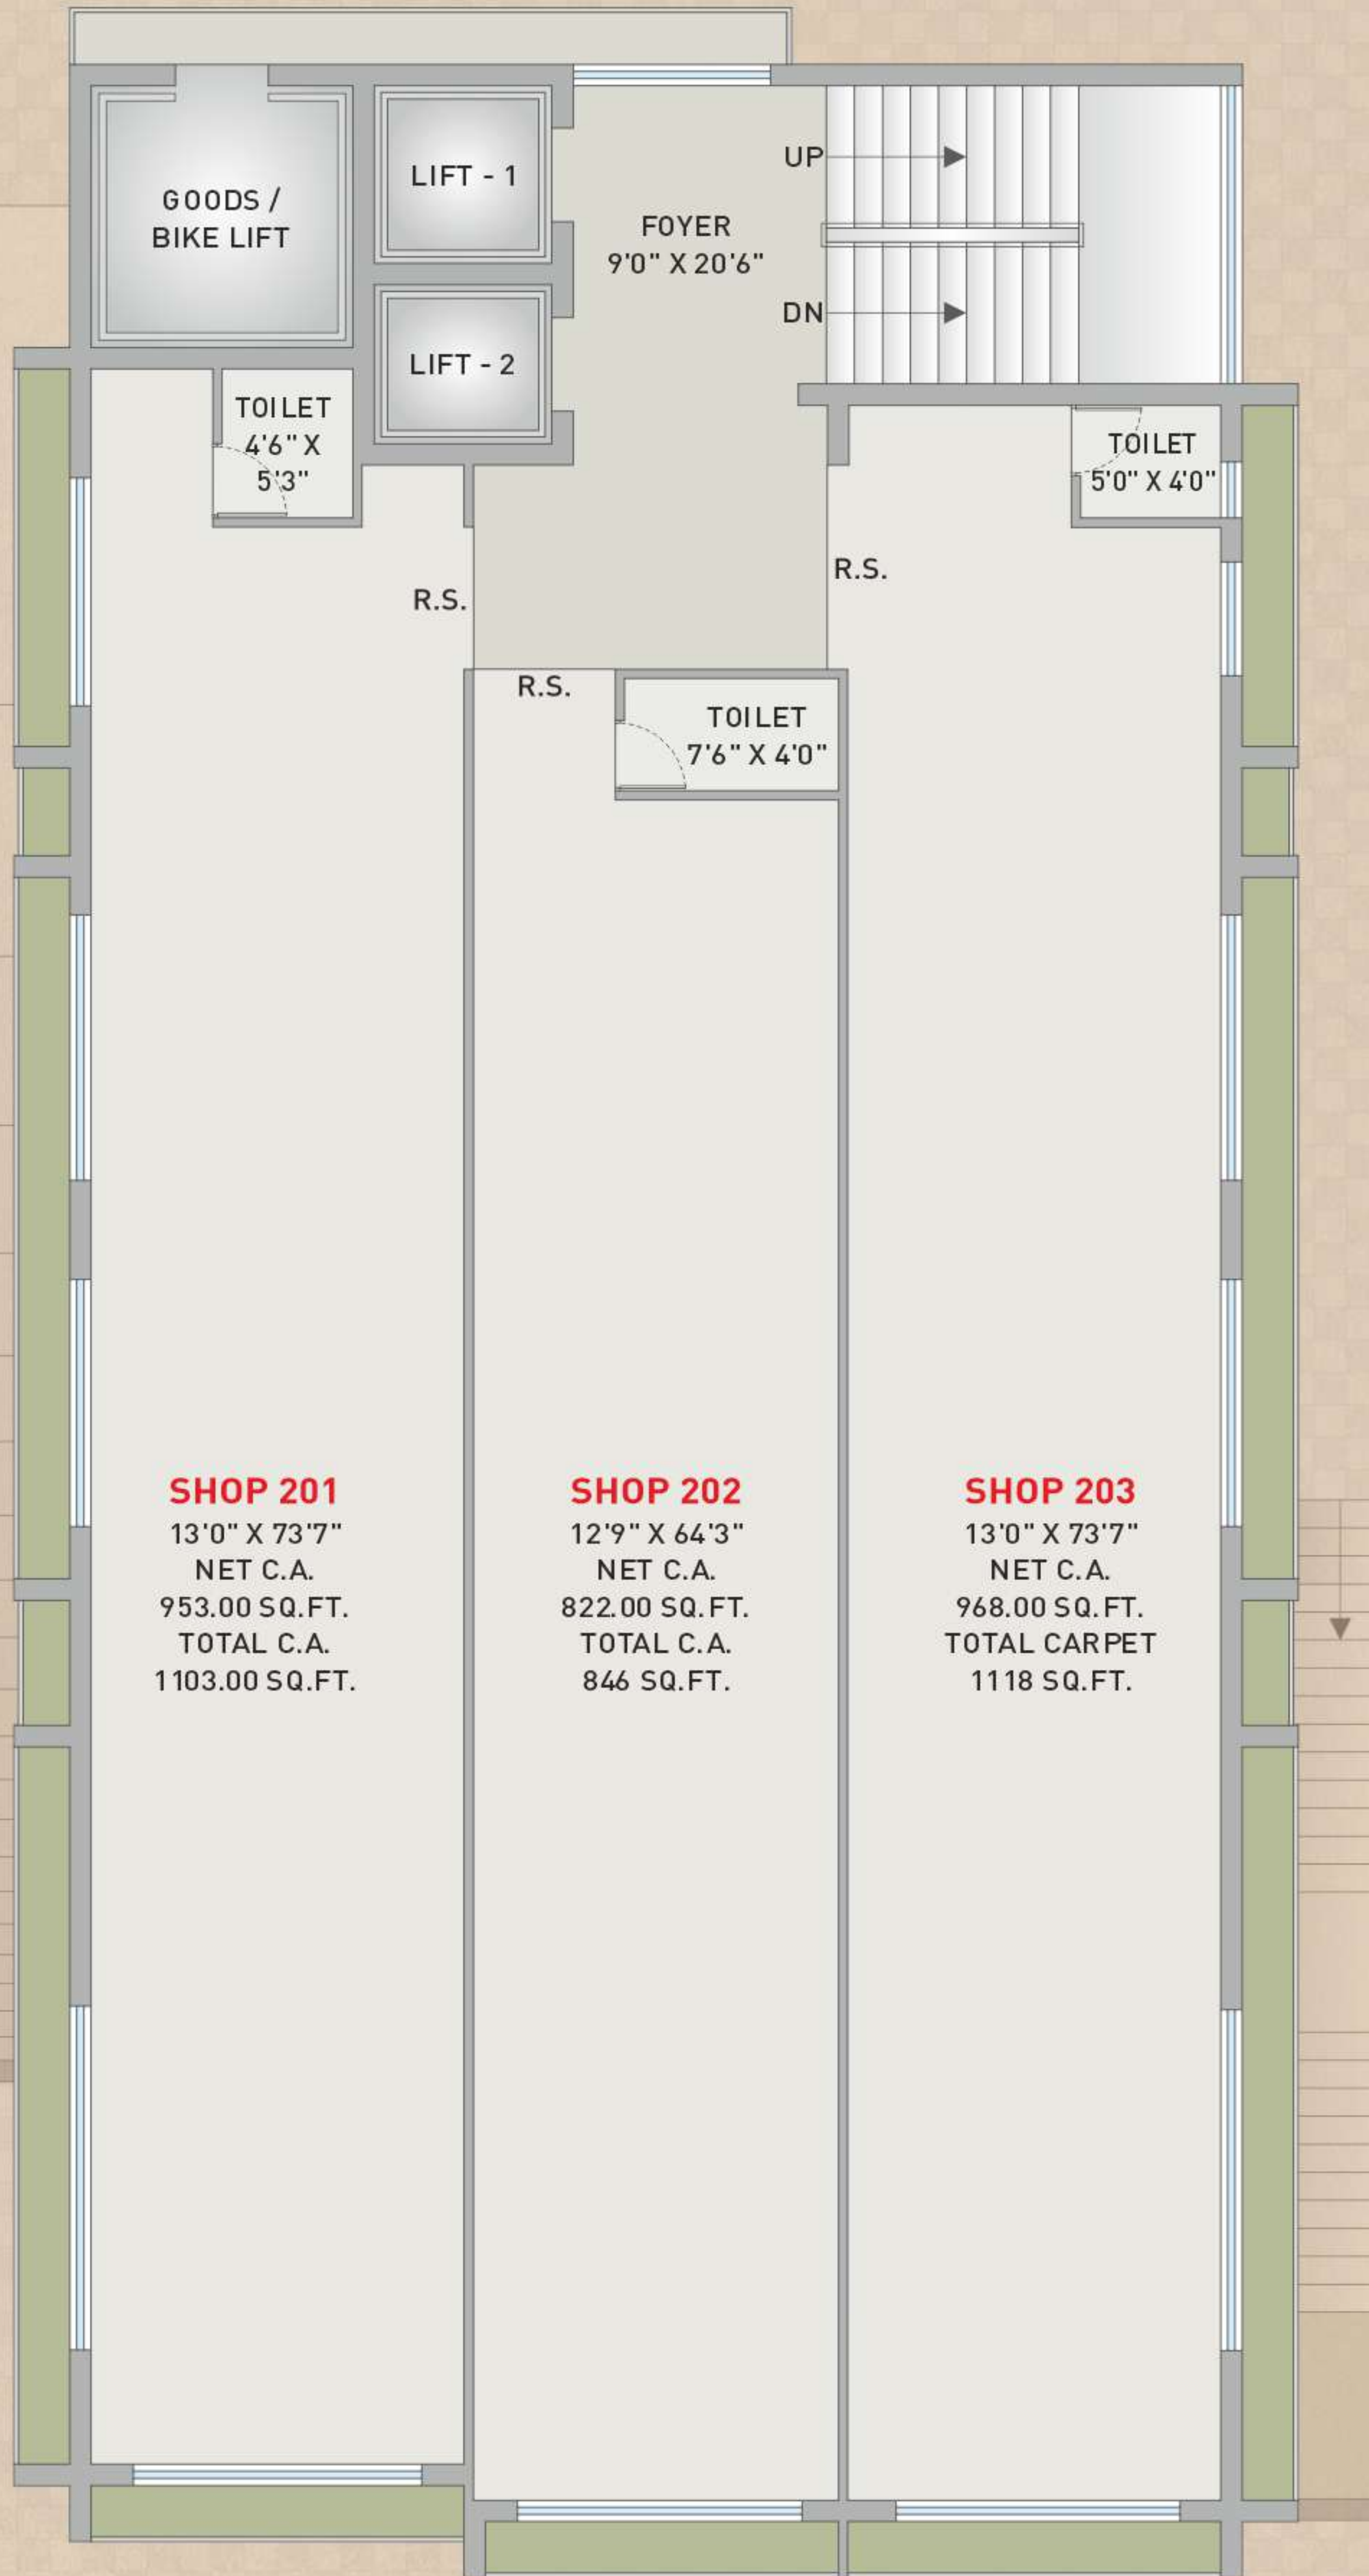 GOODS /
BIKE LIFT
LIFT - 1
LIFT - 2
FOYER
9'0" X 20'6"
UP
DN
TOILET
4'6" X
5'3"
TOILET
5'0" X 4'0"
R.S.
R.S.
R.S.
TOILET
7'6" X 4'0"
SHOP 201
13'0" X 73'7"
NET C.A.
953.00 SQ.FT.
TOTAL C.A.
1103.00 SQ.FT.
SHOP 202
12'9" X 64'3"
NET C.A.
822.00 SQ.FT.
TOTAL C.A.
846 SQ.FT.
SHOP 203
13'0" X 73'7"
NET C.A.
968.00 SQ.FT.
TOTAL CARPET
1118 SQ.FT.